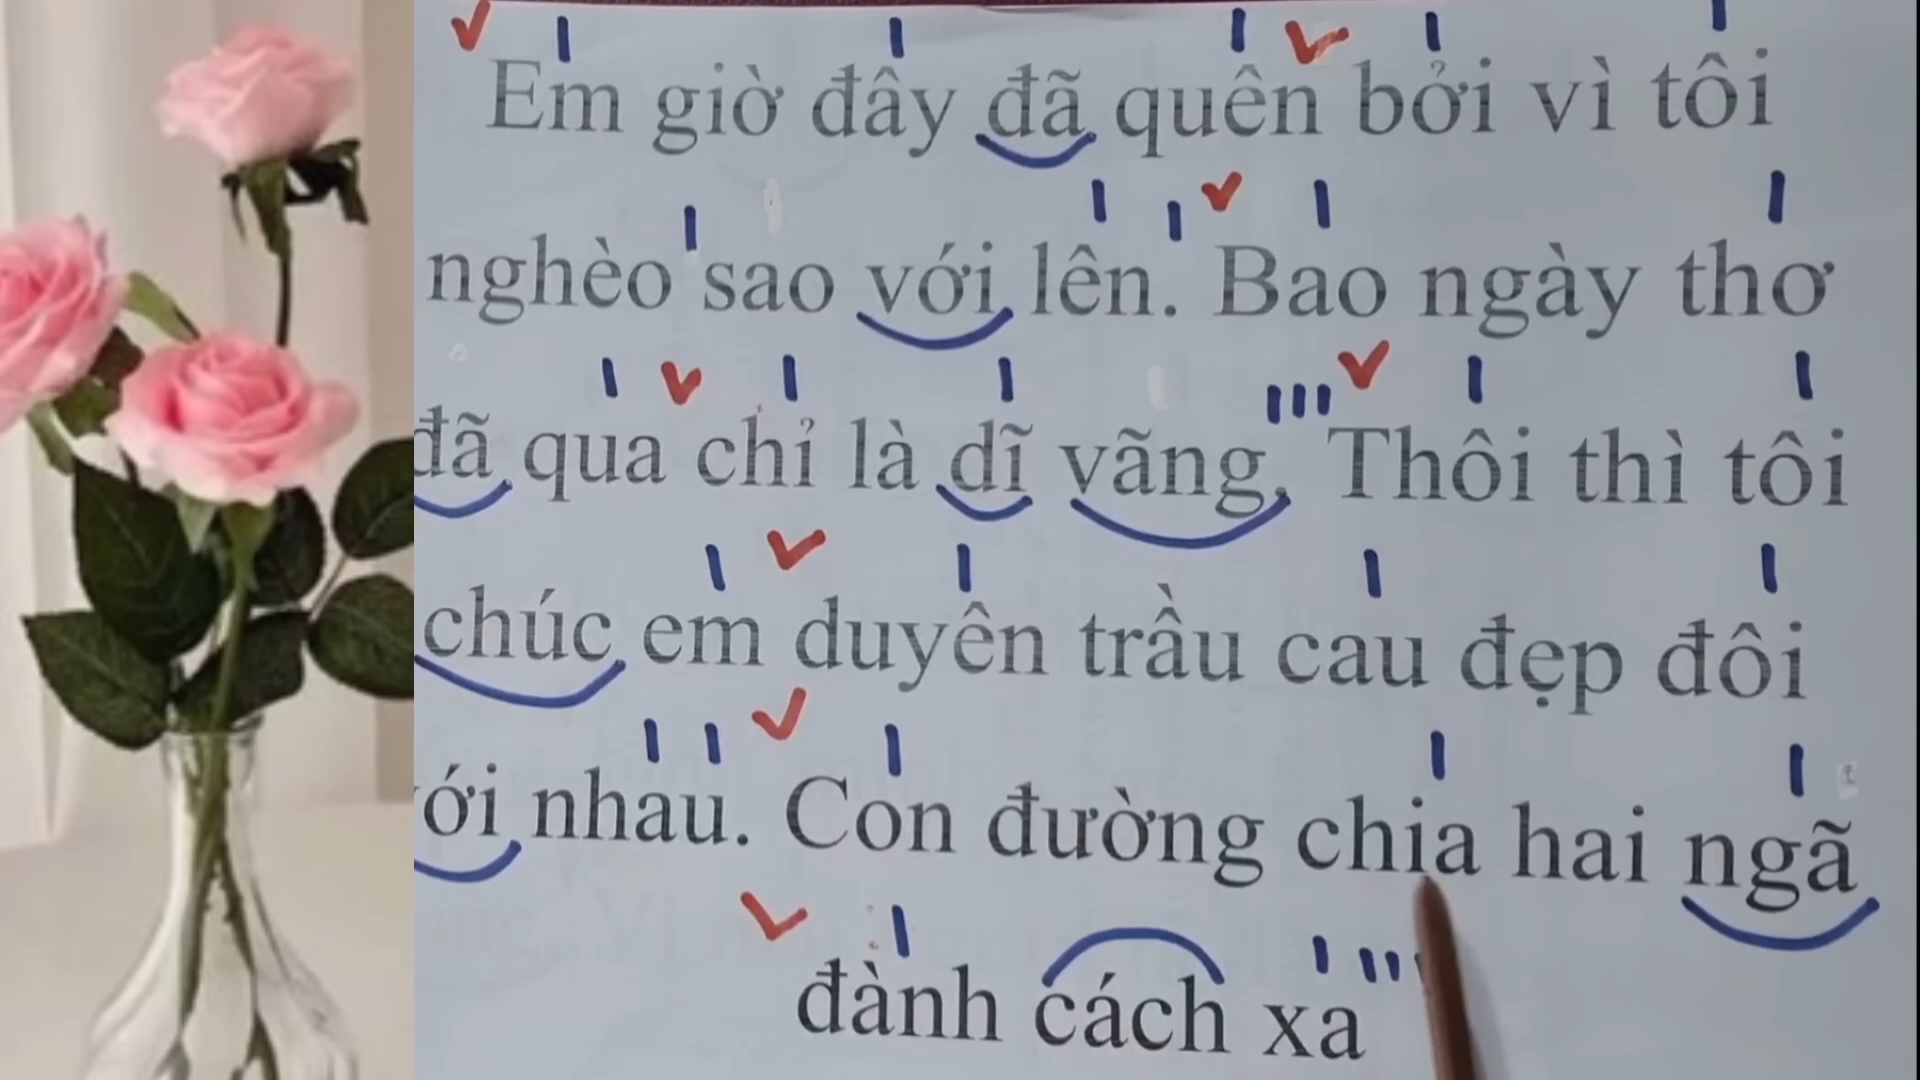 Em giờ đây đã quên bởi vì tôi
nghèo sao với lên. Bao ngày thơ
đã qua chỉ là dĩ vãng, Thôi thì tôi
chúc em duyên trầu cau đẹp đôi
với nhau. Con đường chia hai ngã
đành cách xa